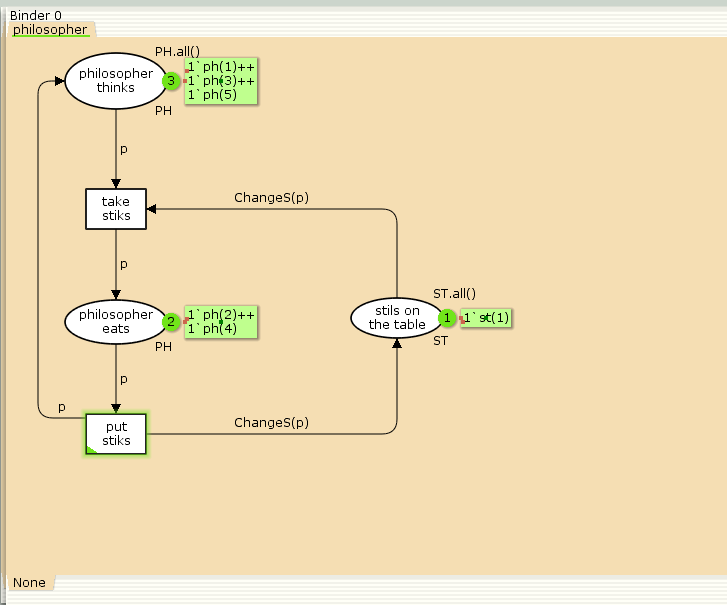 Binder 0
philosopher
PH.all()
philosopher
thinks
3
1`ph(1)++
1`ph(3)++
1`ph(5)
PH
p
take
stiks
ChangeS(p)
p
ST.all()
philosopher
eats
2
1`ph(2)++
1`ph(4)
PH
stils on
the table
1
1`st(1)
ST
p
p
put
stiks
ChangeS(p)
None